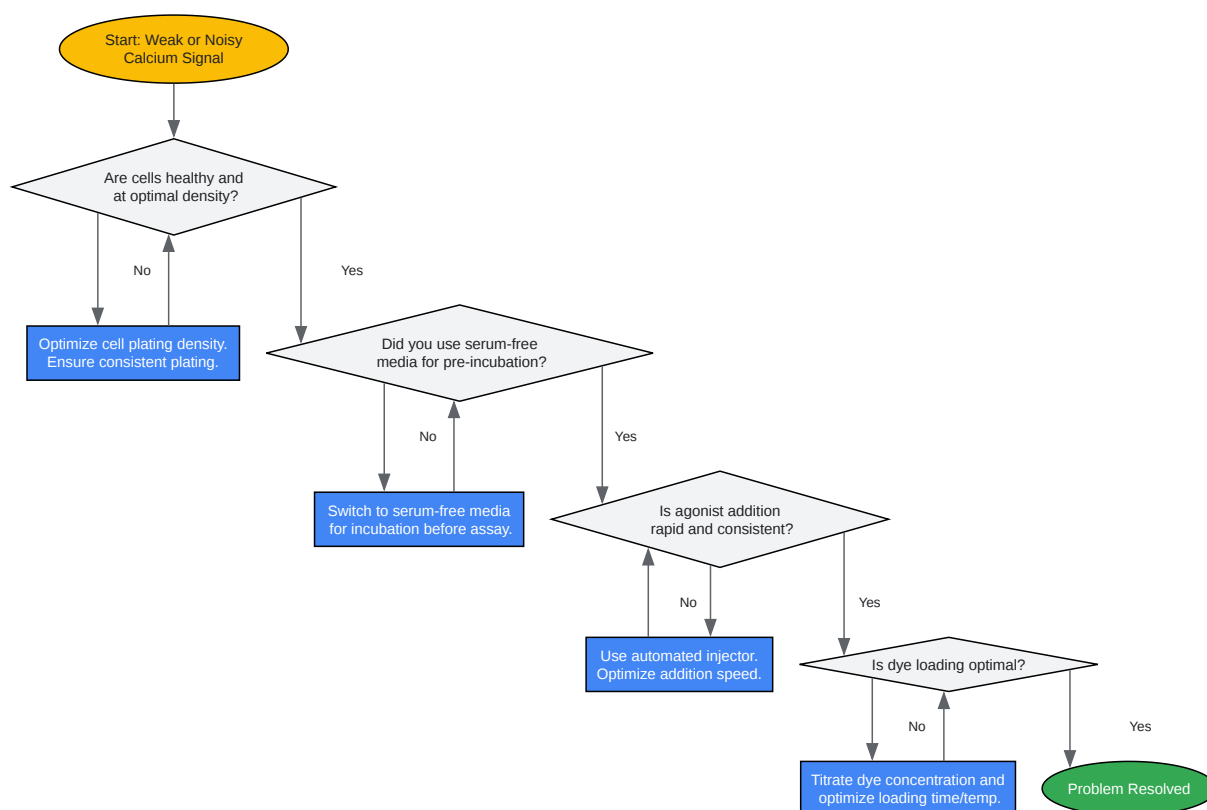 Start: Weak or Noisy
Calcium Signal
Are cells healthy and
at optimal density?
No
Yes
Optimize cell plating density.
Ensure consistent plating.
Did you use serum-free
media for pre-incubation?
No
Yes
Switch to serum-free media
for incubation before assay.
Is agonist addition
rapid and consistent?
No
Yes
Use automated injector.
Optimize addition speed.
Is dye loading optimal?
No
Yes
Titrate dye concentration and
optimize loading time/temp.
Problem Resolved